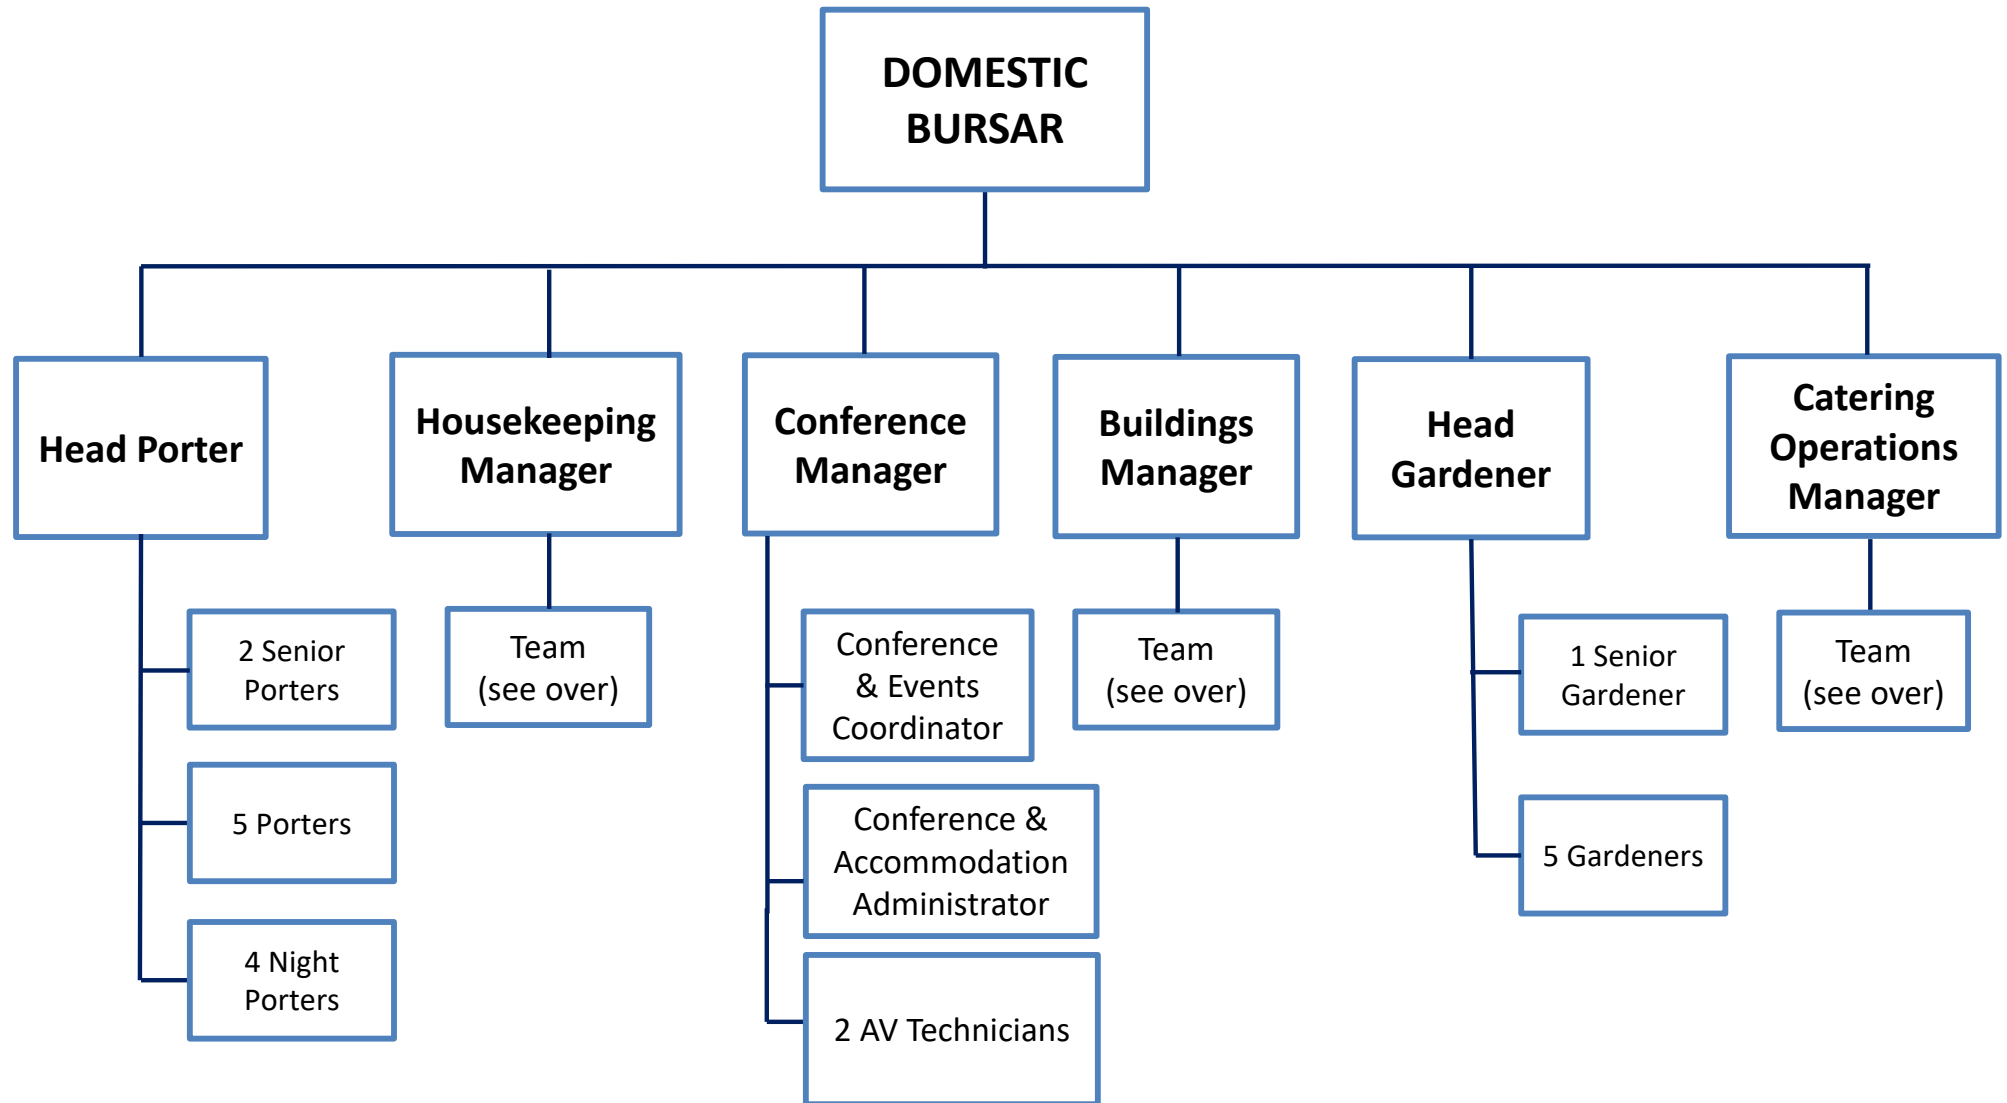 DOMESTIC
BURSAR
Head Porter
Housekeeping
Manager
Conference
Manager
Buildings
Manager
Head
Gardener
Catering
Operations
Manager
2 Senior
Porters
5 Porters
4 Night
Porters
Team
(see over)
Conference
& Events
Coordinator
Conference &
Accommodation
Administrator
2 AV Technicians
Team
(see over)
1 Senior
Gardener
5 Gardeners
Team
(see over)